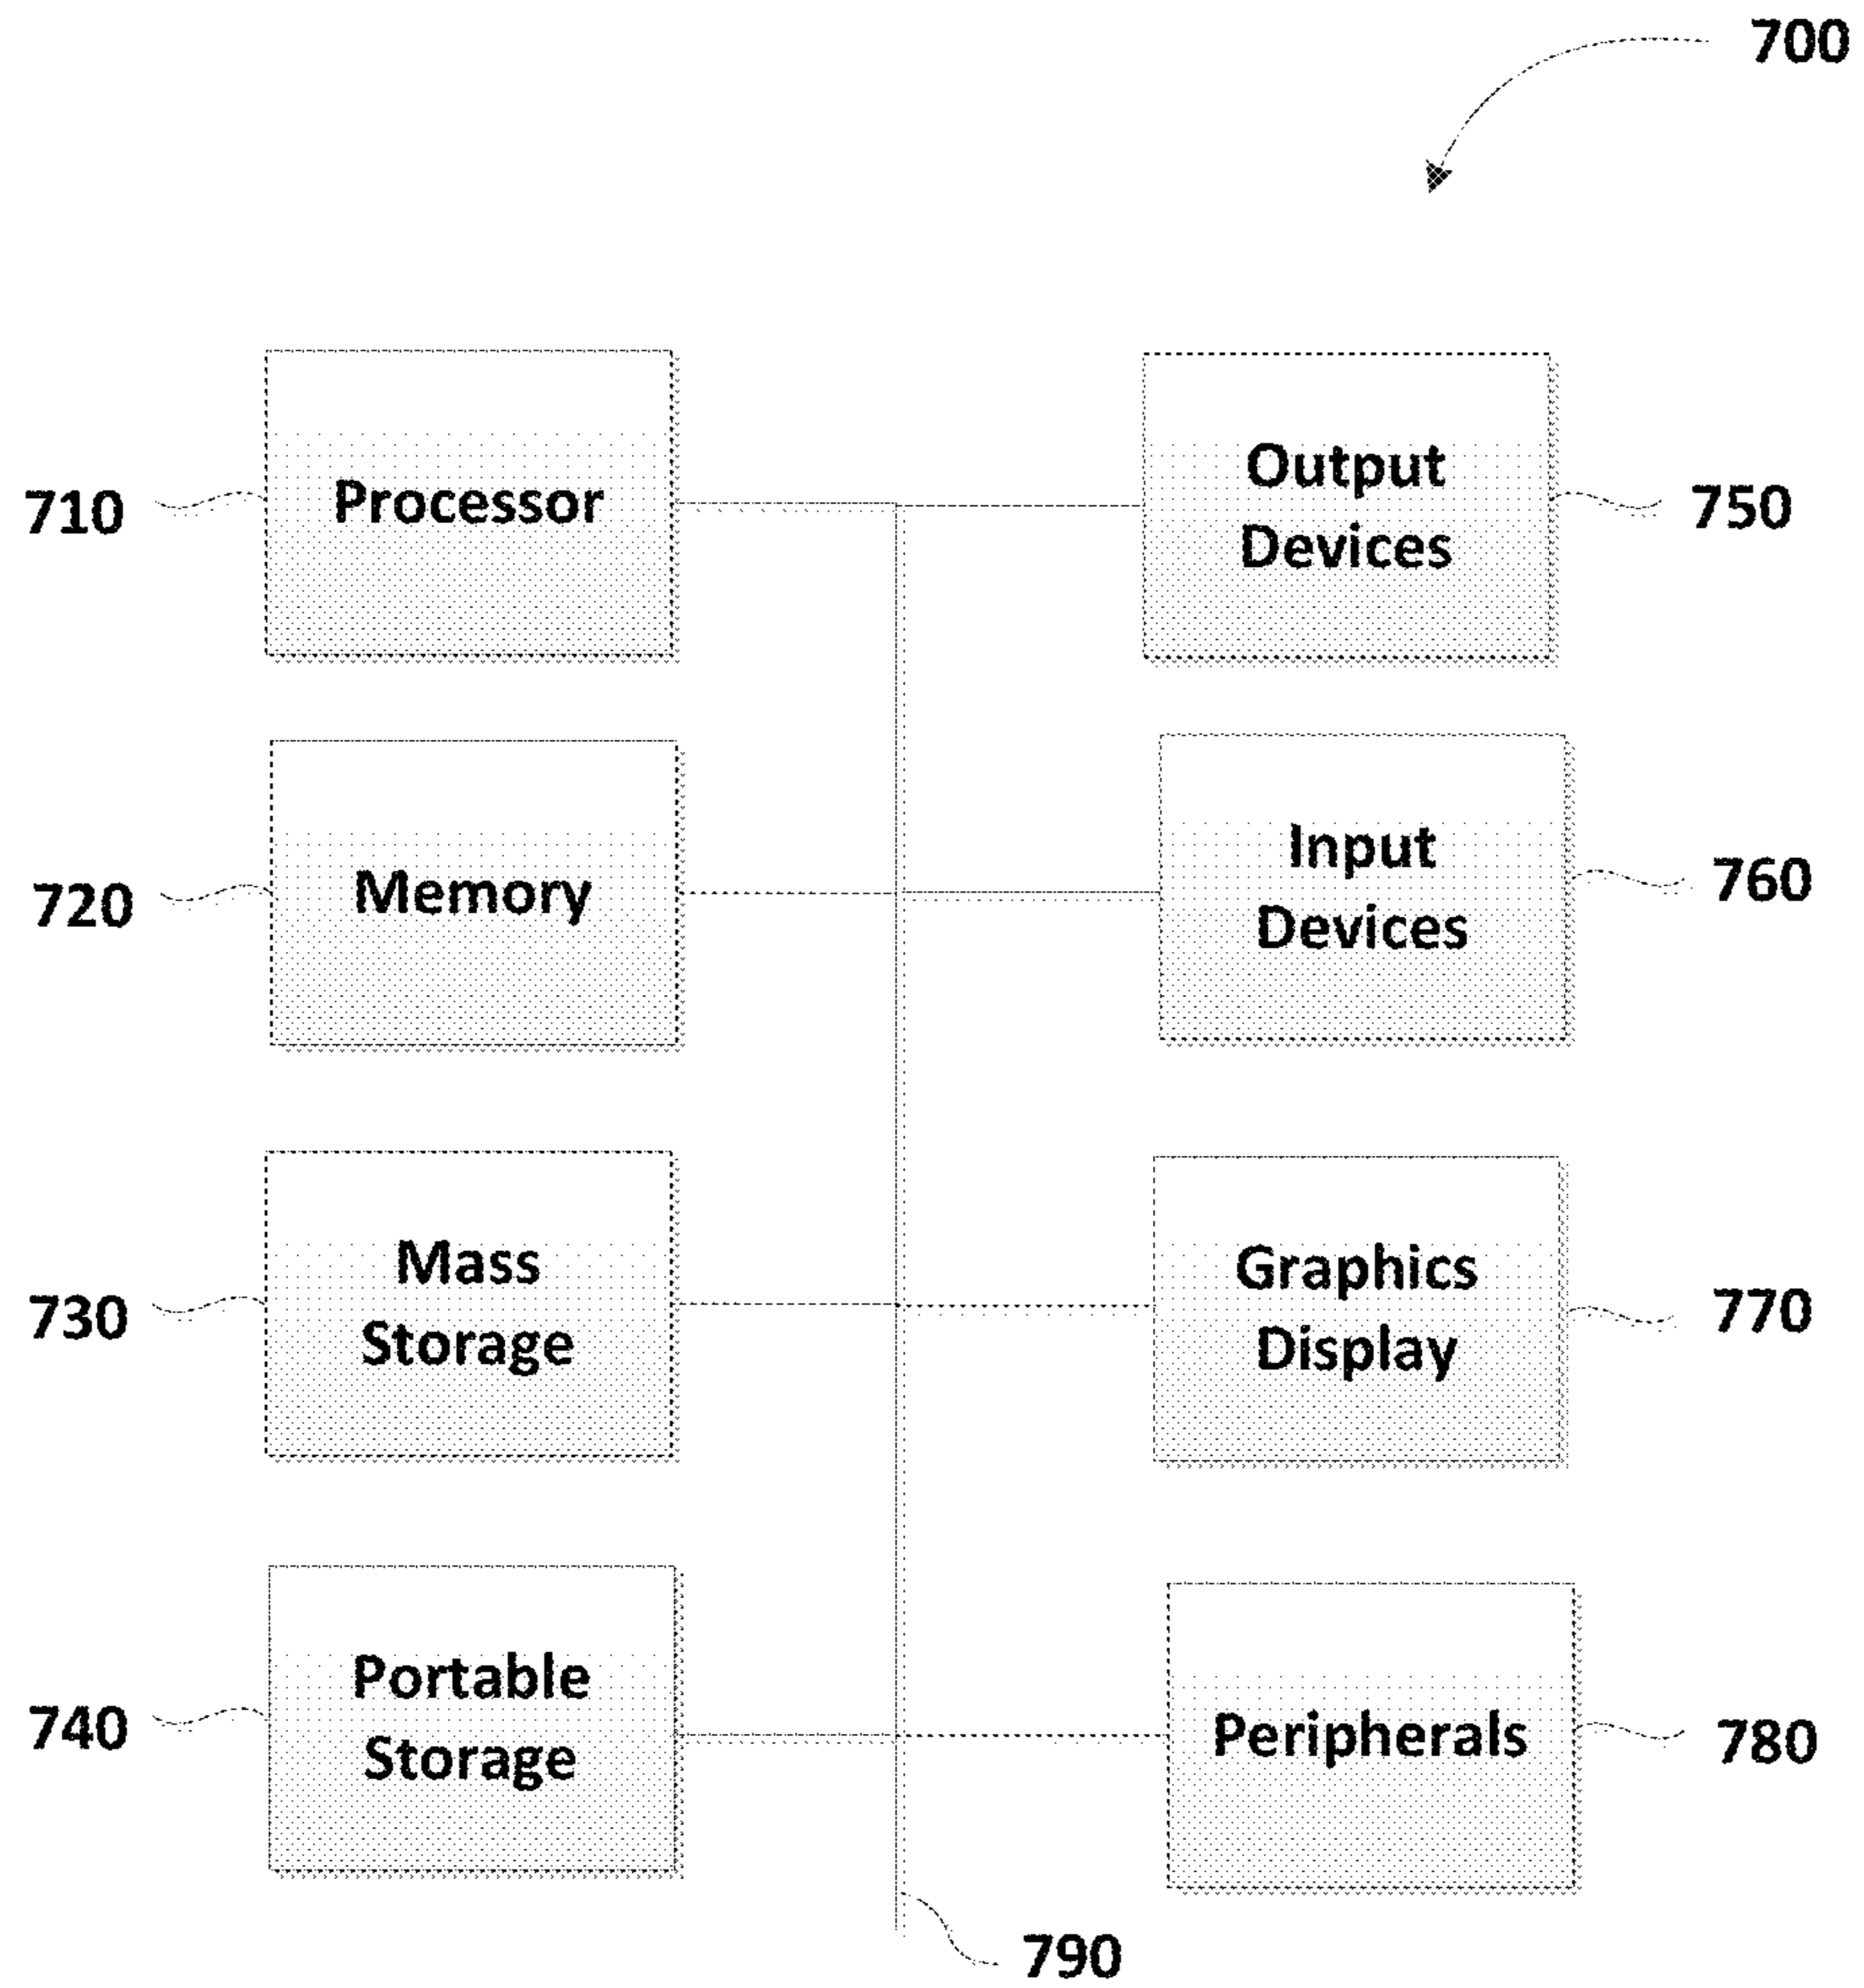 700
710
Processor
Output
Devices
750
720
Memory
Input
Devices
760
730
Mass
Storage
Graphics
Display
770
740
Portable
Storage
Peripherals
780
790